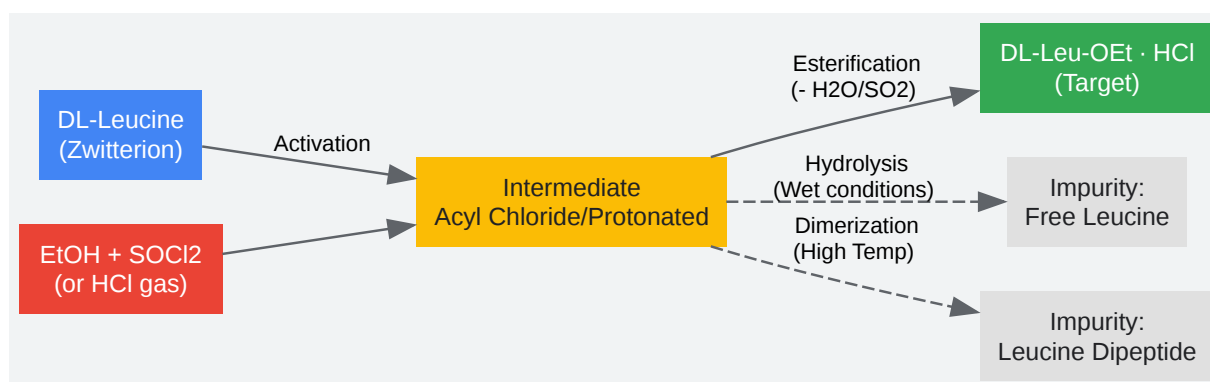 DL-Leucine
(Zwitterion)
EtOH + SOCl2
(or HCl gas)
Activation
Intermediate
Acyl Chloride/Protonated
Esterification
(- H2O/SO2)
DL-Leu-OEt · HCl
(Target)
Hydrolysis
(Wet conditions)
Impurity:
Free Leucine
Dimerization
(High Temp)
Impurity:
Leucine Dipeptide